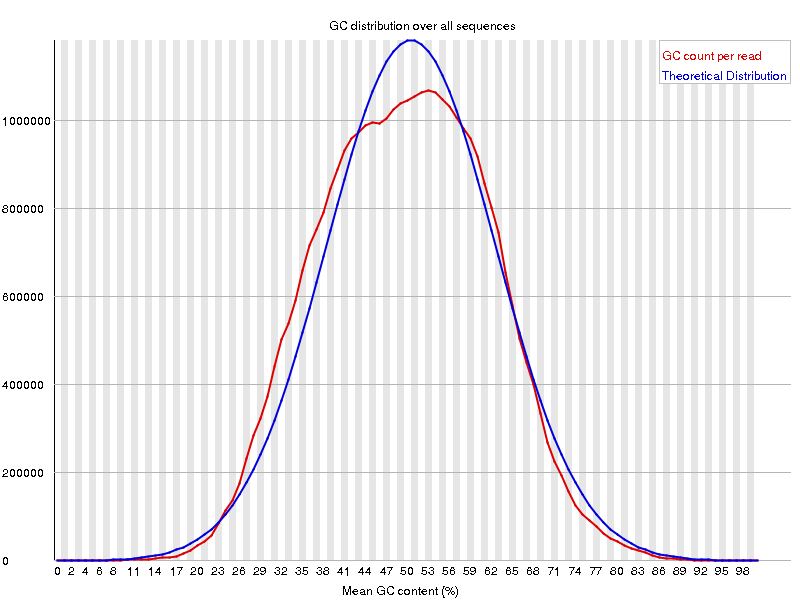 GC distribution over all sequences
GC count per read
Theoretical Distribution
1000000
800000
600000
400000
200000
0
0 2 4 6 8 11 14 17 20 23 26 29 32 35 38 41 44 47 50 53 56 59 62 65 68 71 74 77 80 83 86 89 92 95 98
Mean GC content (%)